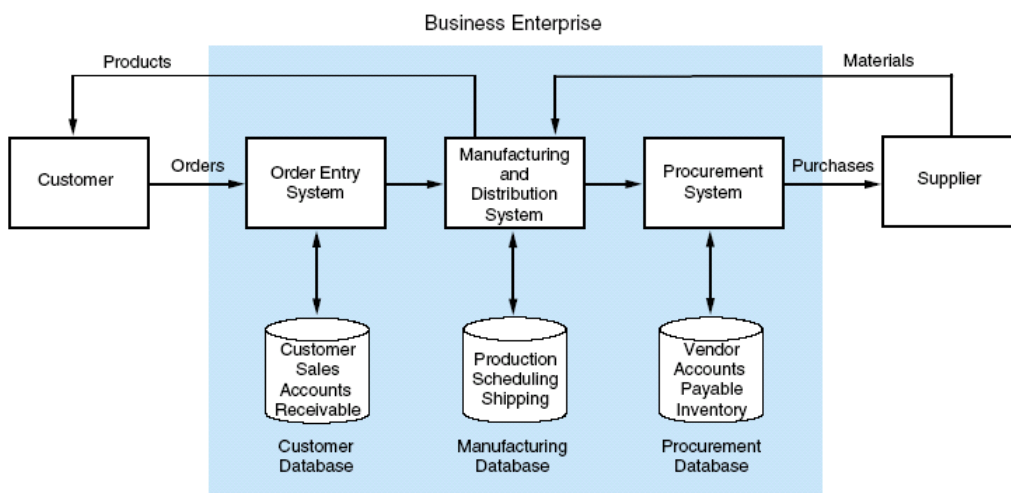 Business Enterprise
Products
Materials
Customer
Orders
Order Entry
System
Manufacturing
and
Distribution
System
Procurement
System
Purchases
Supplier
Customer
Sales
Accounts
Receivable
Production
Scheduling
Shipping
Vendor
Accounts
Payable
Inventory
Customer
Database
Manufacturing
Database
Procurement
Database